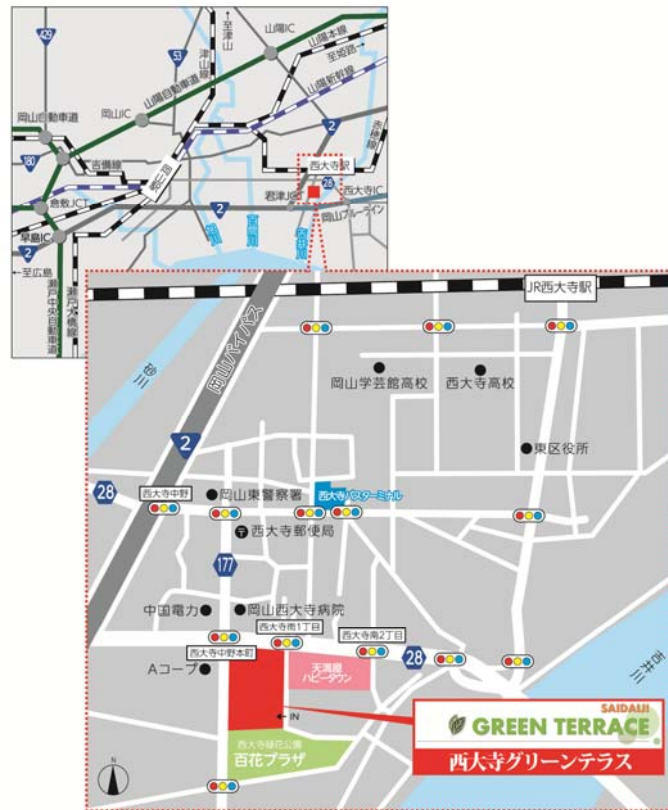 429
53
↑至津山
津山線
山陽IC
山陽本線
至姫路→
山陽新幹線
山陽自動車道
岡山自動車道
岡山IC
2
赤穂線
180
吉備線
岡山駅
西大寺駅
28
君津JCT
西大寺IC
岡山ブルーライン
倉敷JCT
2
旭川
吉井川
早島IC
2
←至広島
瀬戸中央自動車道
瀬戸大橋線
JR西大寺駅
砂川
岡山バイパス
岡山学芸館高校
西大寺高校
2
東区役所
28
西大寺中野
岡山東警察署
西大寺バスターミナル
〒
西大寺郵便局
177
中国電力
岡山西大寺病院
西大寺南1丁目
西大寺南2丁目
西大寺中野本町
28
Aコープ
天満屋
ハピータウン
吉井川
←IN
西大寺緑花公園
百花プラザ
SAIDAIJI
GREEN TERRACE
西大寺グリーンテラス
N